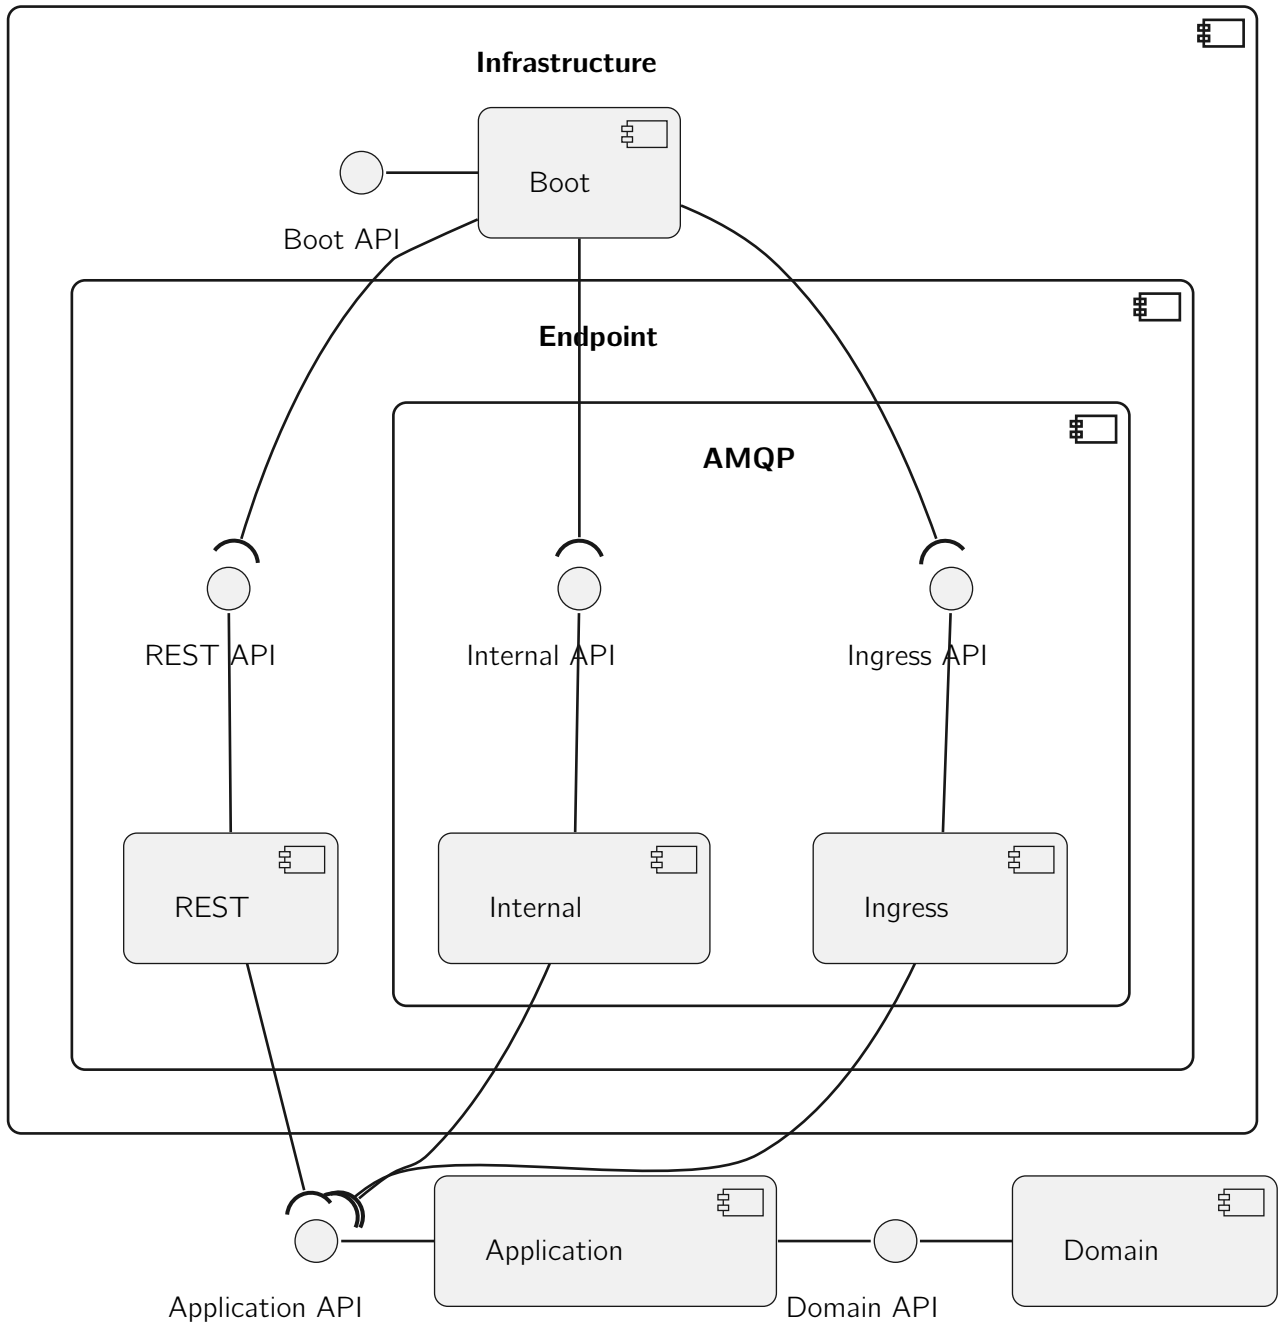 Infrastructure
Boot
Boot API
Endpoint
AMQP
REST API
Internal API
Ingress API
REST
Internal
Ingress
Application
Domain
Application API
Domain API